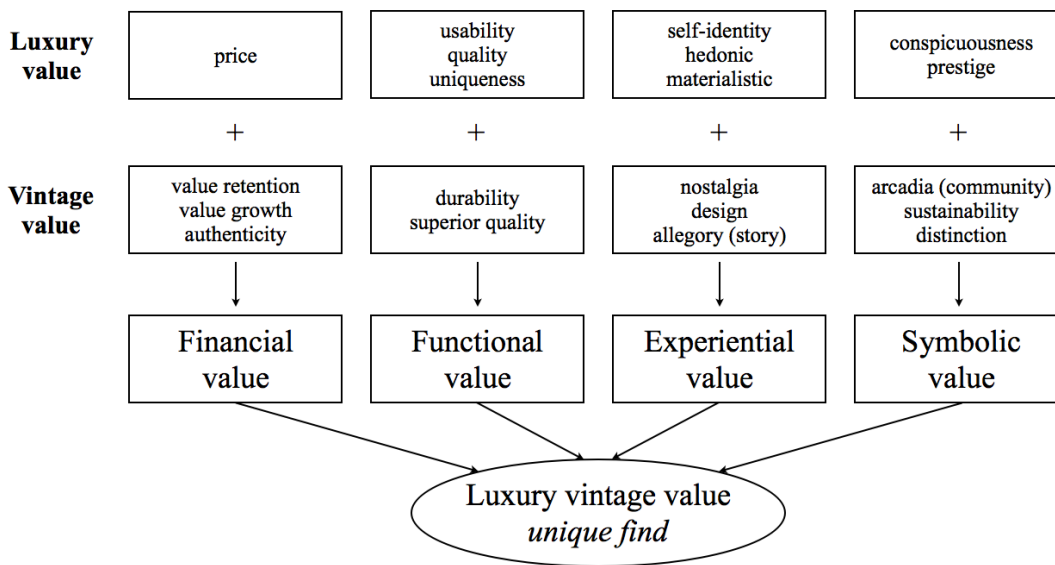 Luxury
value
price
usability
quality
uniqueness
self-identity
hedonic
materialistic
conspicuousness
prestige
+
+
+
+
Vintage
value
value retention
value growth
authenticity
durability
superior quality
nostalgia
design
allegory (story)
arcadia (community)
sustainability
distinction
Financial
value
Functional
value
Experiential
value
Symbolic
value
Luxury vintage value
unique find